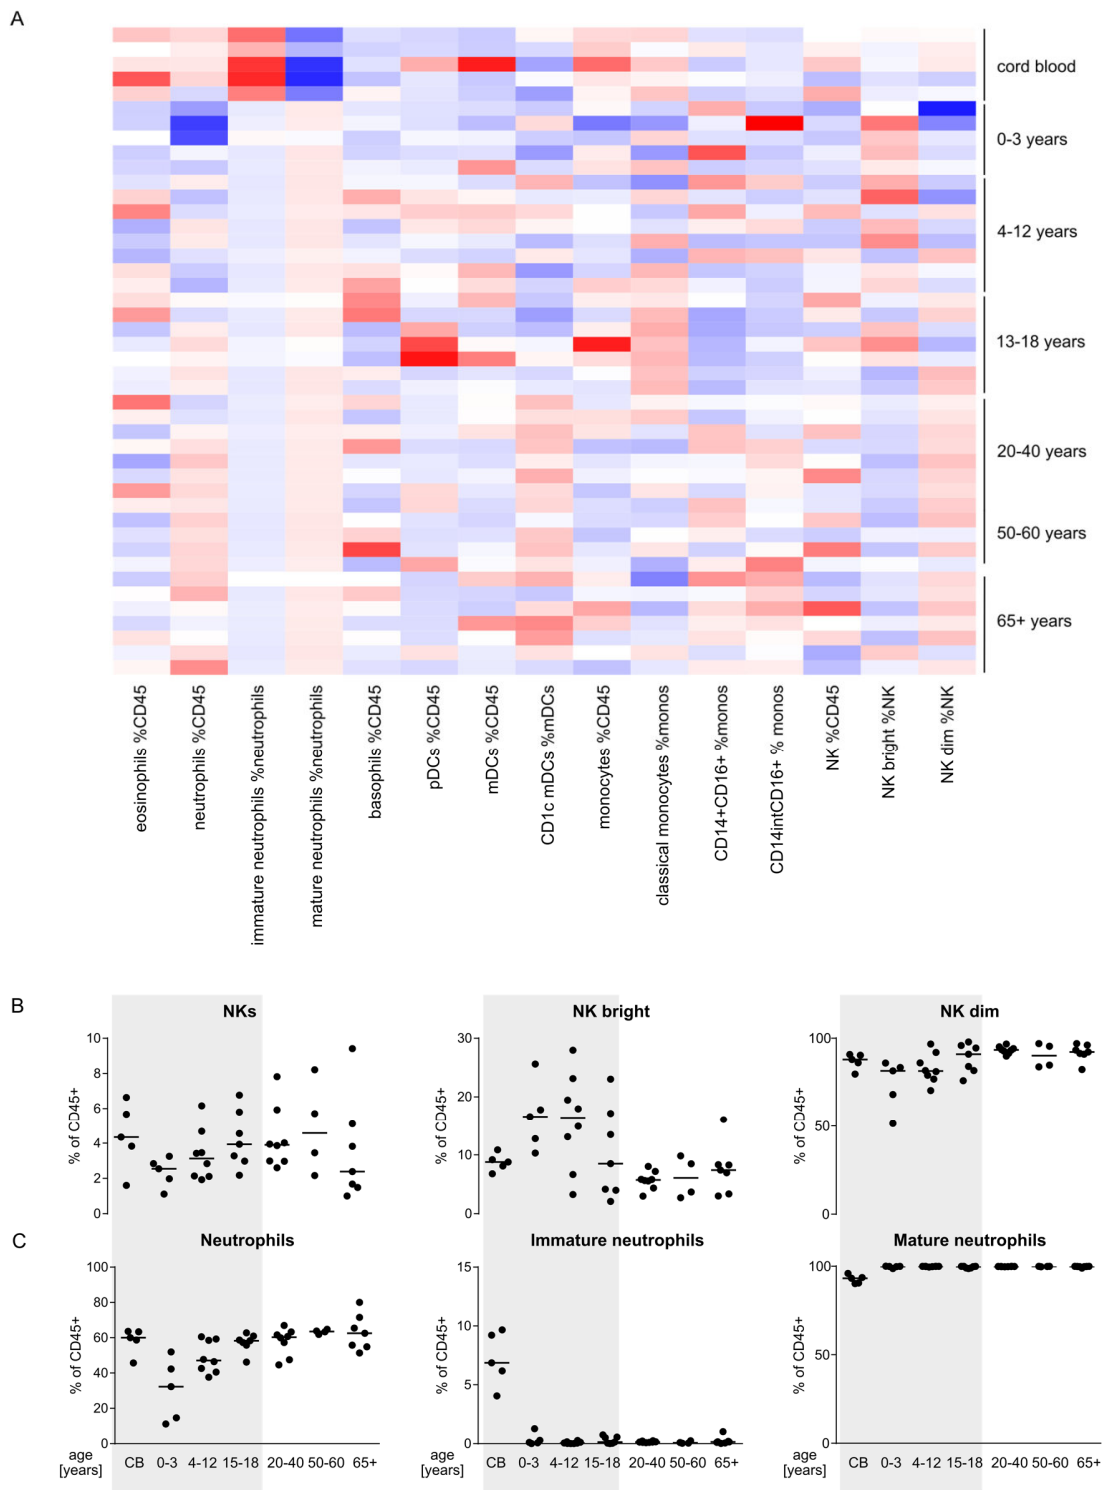 A
cord blood
0-3 years
4-12 years
13-18 years
20-40 years
50-60 years
65+ years
eosinophils %CD45
neutrophils %CD45
immature neutrophils %neutrophils
mature neutrophils %neutrophils
basophils %CD45
pDCs %CD45
mDCs %CD45
CD1c mDCs %mDCs
monocytes %CD45
classical monocytes %monos
CD14+CD16+ %monos
CD14intCD16+ % monos
NK %CD45
NK bright %NK
NK dim %NK
B
NKs
% of CD45+
10
8
6
4
2
0
NK bright
% of CD45+
30
20
10
0
NK dim
% of CD45+
100
50
0
C
Neutrophils
% of CD45+
100
80
60
40
20
0
Immature neutrophils
% of CD45+
15
10
5
0
Mature neutrophils
% of CD45+
100
50
0
age
[years]
CB 0-3 4-12 15-18 20-40 50-60 65+
age
[years]
CB 0-3 4-12 15-18 20-40 50-60 65+
age
[years]
CB 0-3 4-12 15-18 20-40 50-60 65+